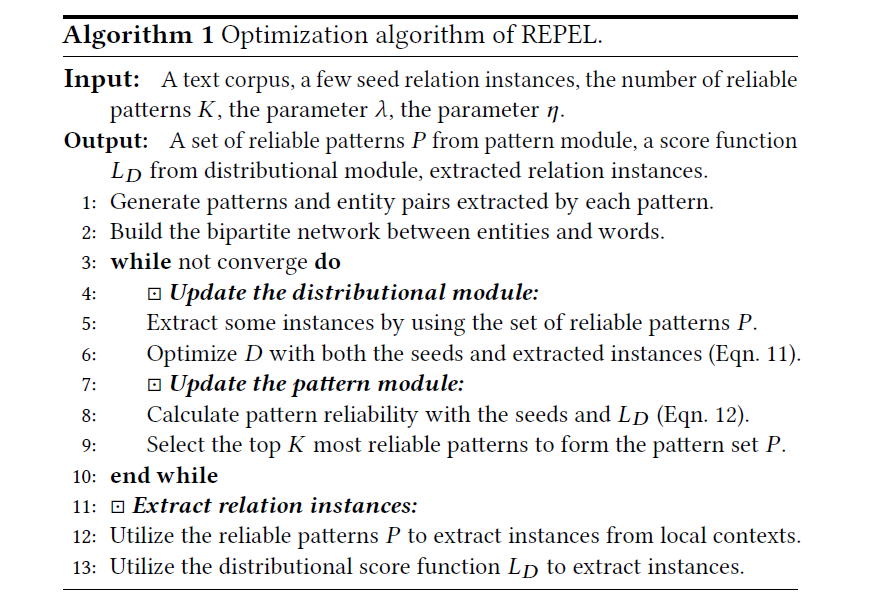 Algorithm 1 Optimization algorithm of REPEL.
Input: A text corpus, a few seed relation instances, the number of reliable
patterns K, the parameter λ, the parameter η.
Output: A set of reliable patterns P from pattern module, a score function
L_D from distributional module, extracted relation instances.
1: Generate patterns and entity pairs extracted by each pattern.
2: Build the bipartite network between entities and words.
3: while not converge do
4: ⊡ Update the distributional module:
5: Extract some instances by using the set of reliable patterns P.
6: Optimize D with both the seeds and extracted instances (Eqn. 11).
7: ⊡ Update the pattern module:
8: Calculate pattern reliability with the seeds and L_D (Eqn. 12).
9: Select the top K most reliable patterns to form the pattern set P.
10: end while
11: ⊡ Extract relation instances:
12: Utilize the reliable patterns P to extract instances from local contexts.
13: Utilize the distributional score function L_D to extract instances.